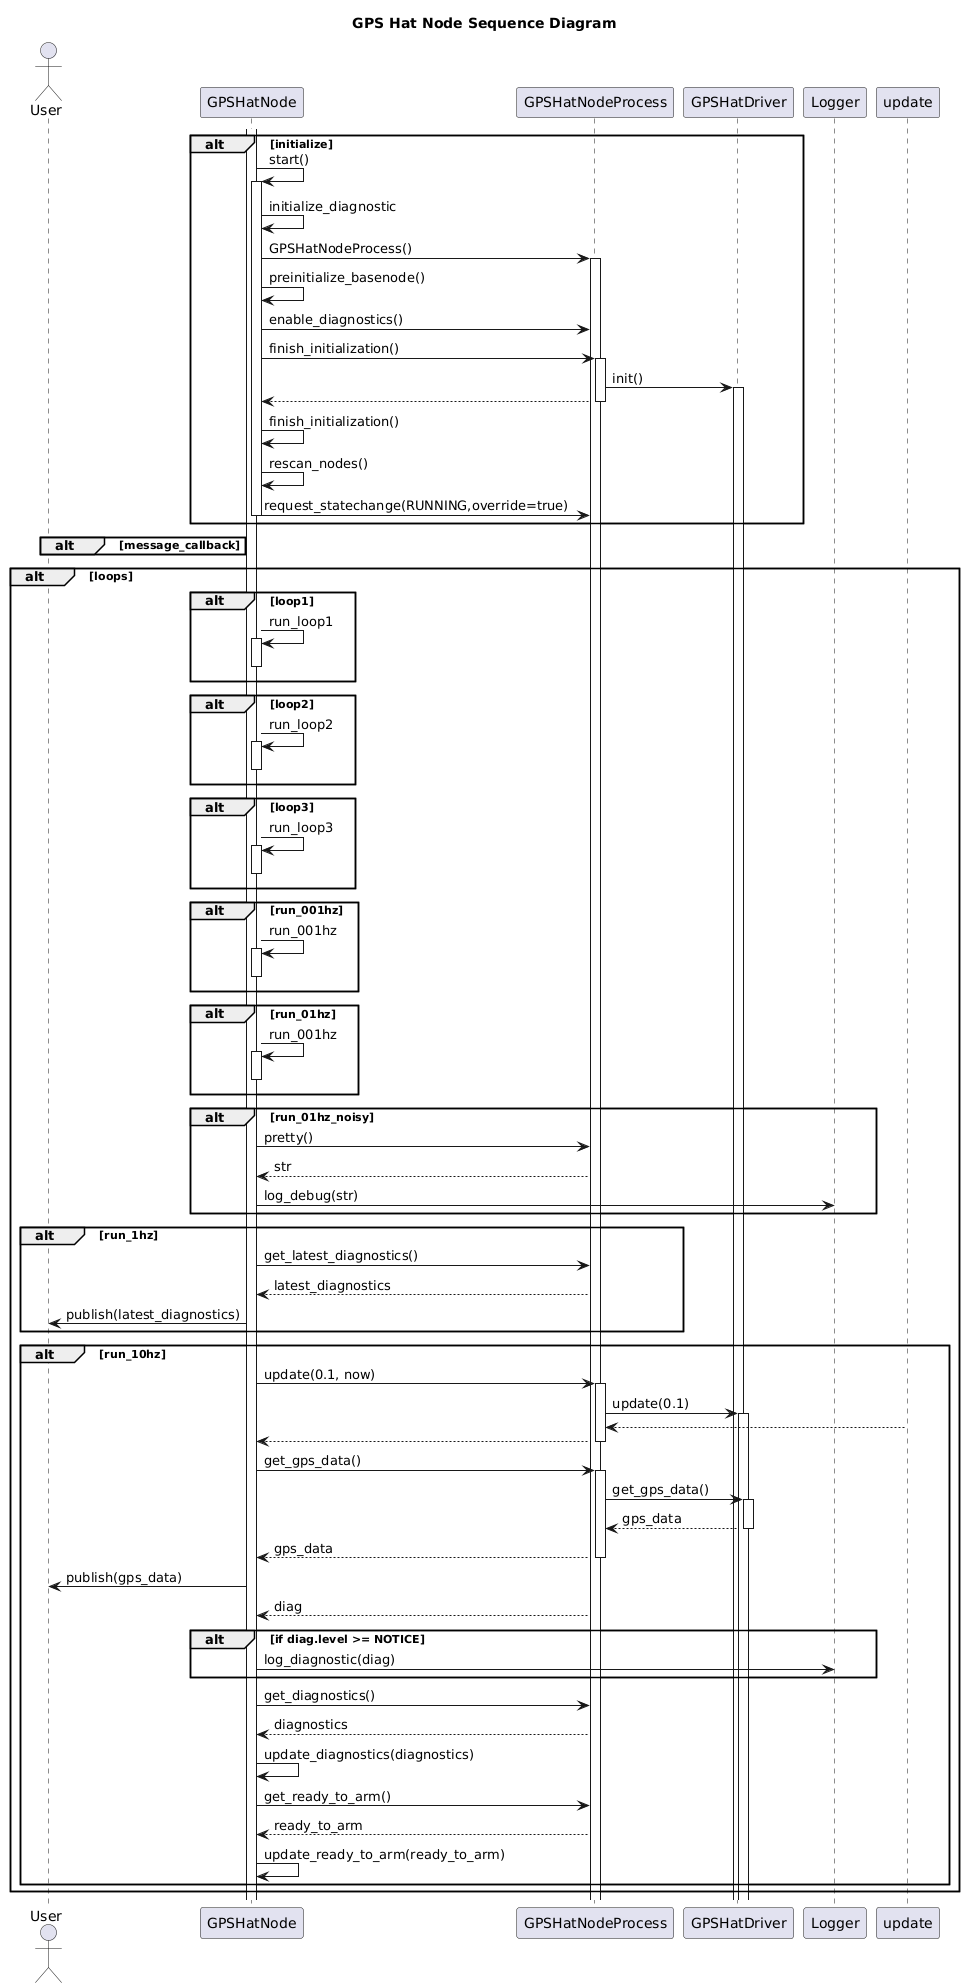 GPS Hat Node Sequence Diagram
User
GPSHatNode
GPSHatNodeProcess
GPSHatDriver
Logger
update
alt
[initialize]
start()
initialize_diagnostic
GPSHatNodeProcess()
preinitialize_basenode()
enable_diagnostics()
finish_initialization()
init()
finish_initialization()
rescan_nodes()
request_statechange(RUNNING,override=true)
alt
[message_callback]
alt
[loops]
alt
[loop1]
run_loop1
alt
[loop2]
run_loop2
alt
[loop3]
run_loop3
alt
[run_001hz]
run_001hz
alt
[run_01hz]
run_001hz
alt
[run_01hz_noisy]
pretty()
str
log_debug(str)
alt
[run_1hz]
get_latest_diagnostics()
latest_diagnostics
publish(latest_diagnostics)
alt
[run_10hz]
update(0.1, now)
update(0.1)
get_gps_data()
get_gps_data()
gps_data
gps_data
publish(gps_data)
diag
alt
[if diag.level >= NOTICE]
log_diagnostic(diag)
get_diagnostics()
diagnostics
update_diagnostics(diagnostics)
get_ready_to_arm()
ready_to_arm
update_ready_to_arm(ready_to_arm)
User
GPSHatNode
GPSHatNodeProcess
GPSHatDriver
Logger
update